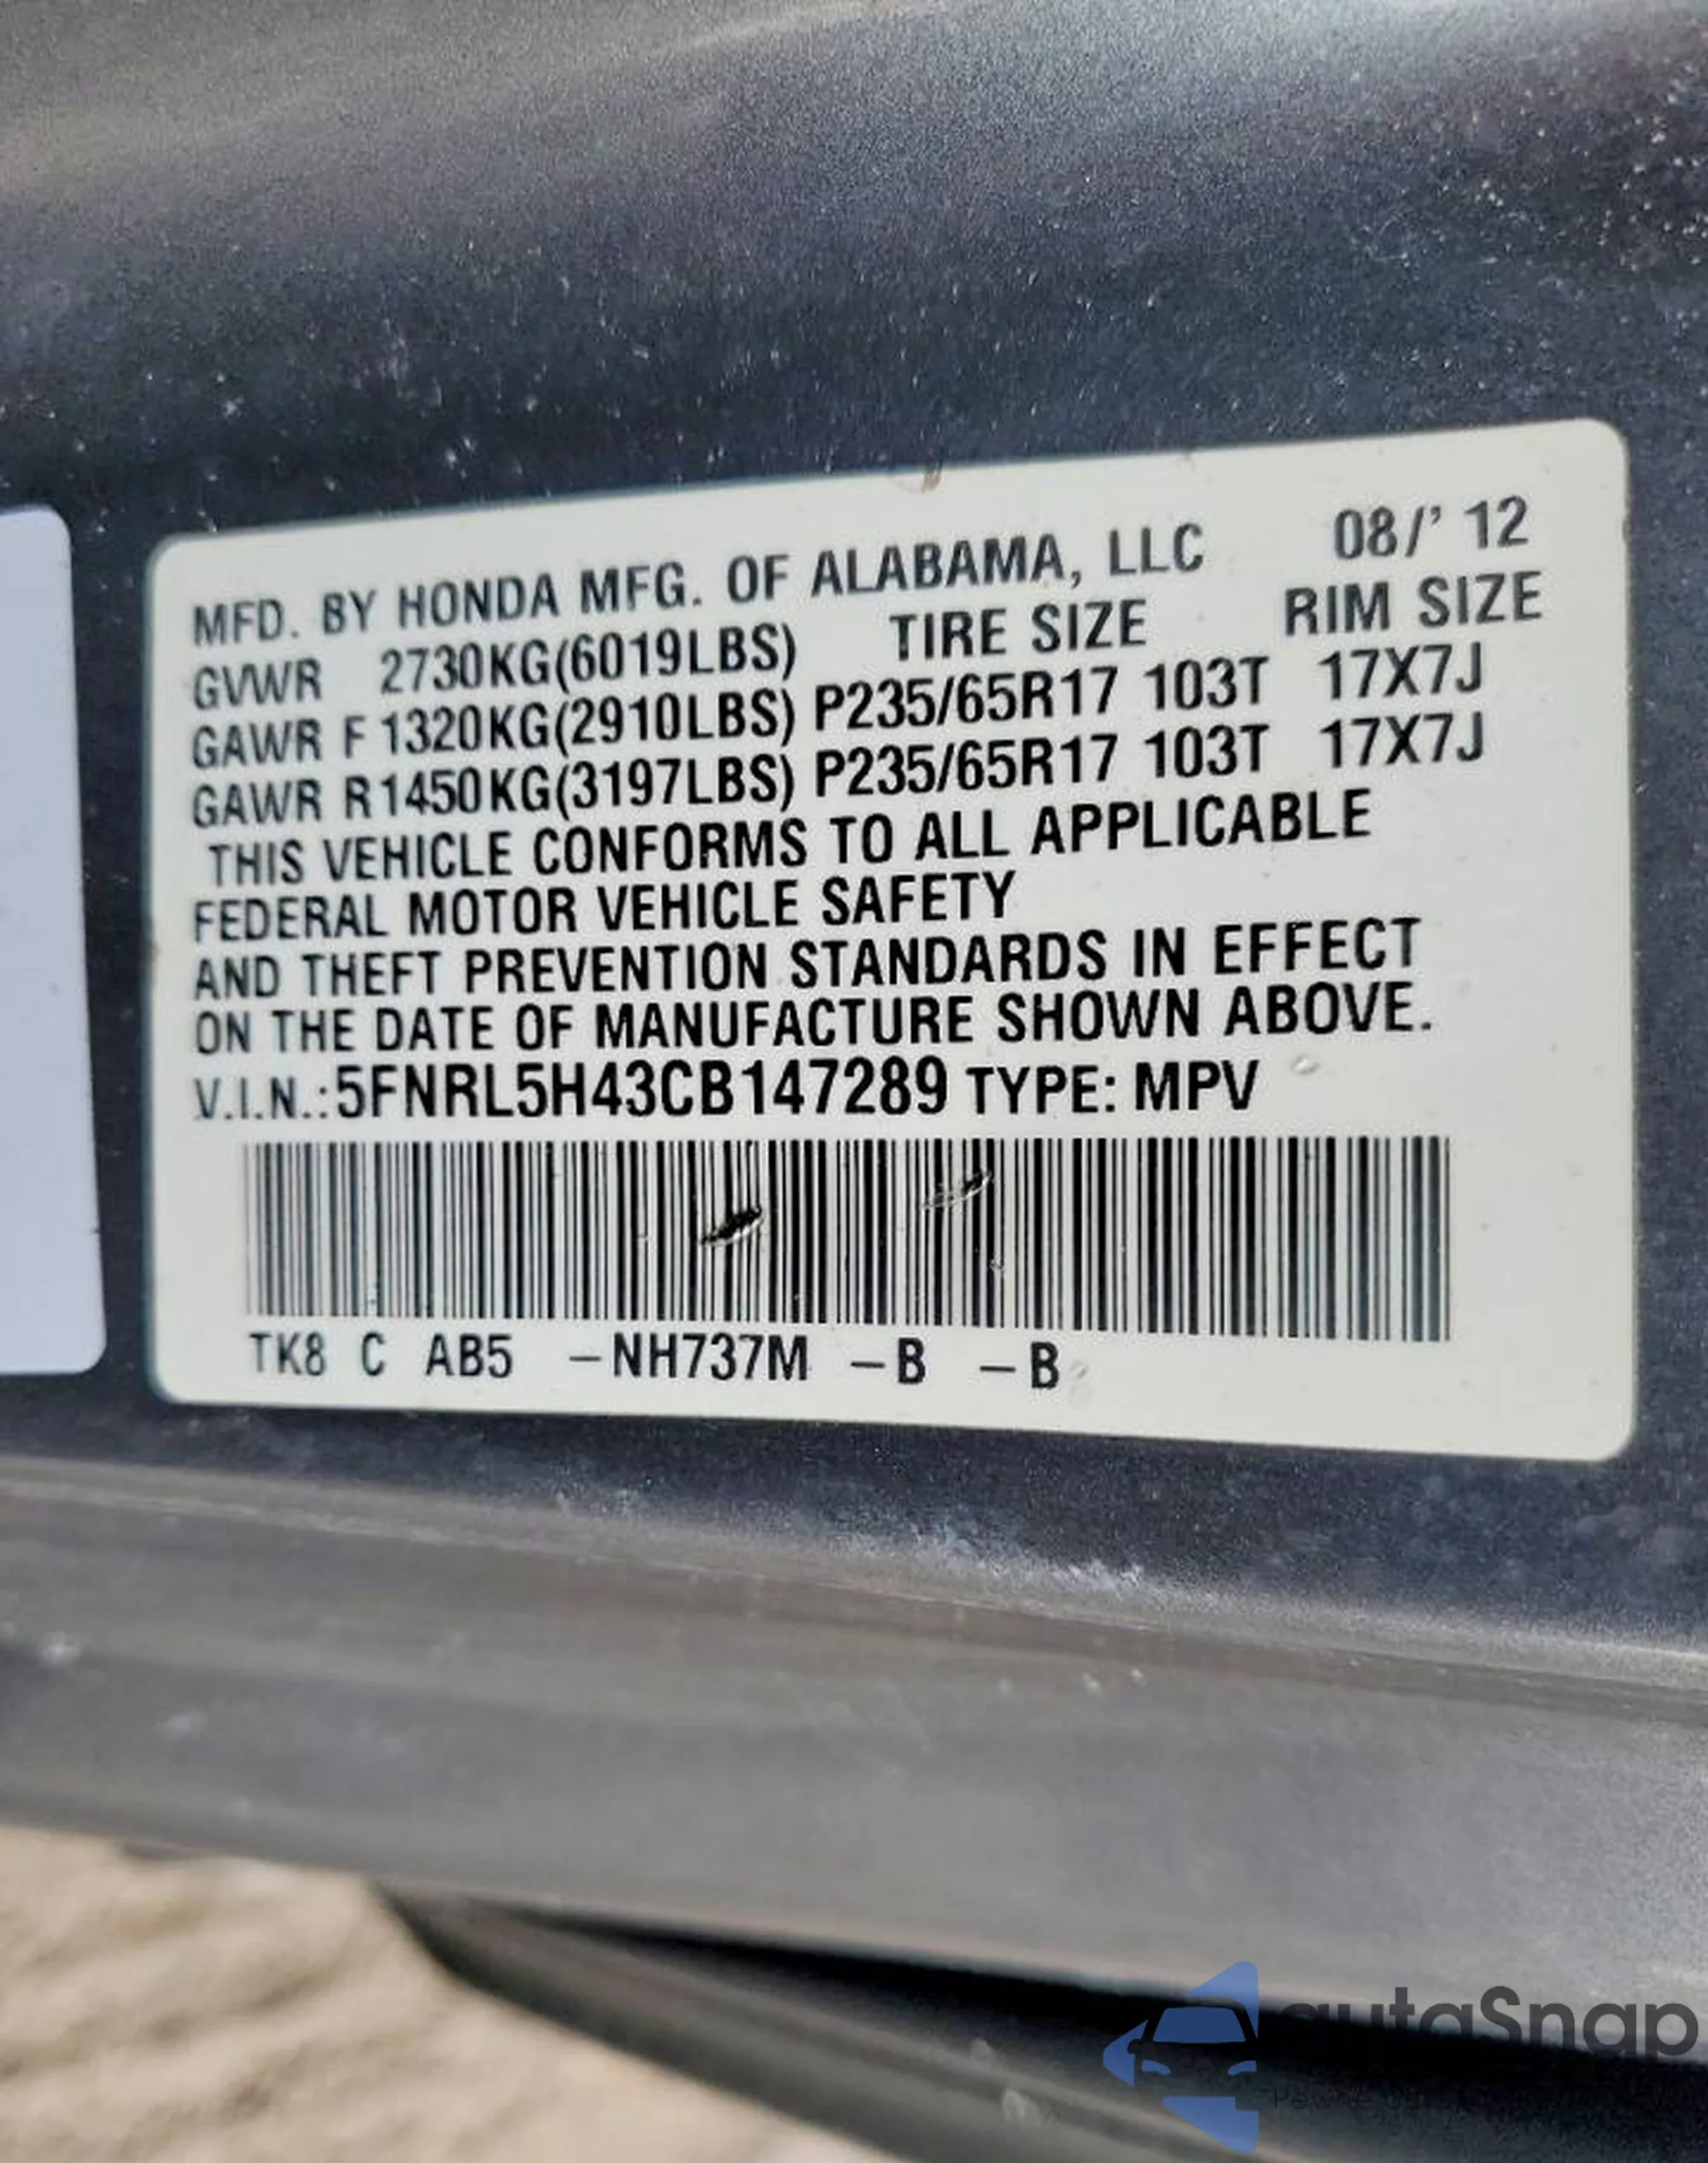 MFD. BY HONDA MFG. OF ALABAMA, LLC 08/' 12
GVWR 2730KG(6019LBS) TIRE SIZE RIM SIZE
GAWR F 1320KG(2910LBS) P235/65R17 103T 17X7J
GAWR R 1450KG(3197LBS) P235/65R17 103T 17X7J
THIS VEHICLE CONFORMS TO ALL APPLICABLE
FEDERAL MOTOR VEHICLE SAFETY
AND THEFT PREVENTION STANDARDS IN EFFECT
ON THE DATE OF MANUFACTURE SHOWN ABOVE.
V.I.N.:5FNRL5H43CB147289 TYPE: MPV
TK8 C AB5 –NH737M –B –B
autaSnap